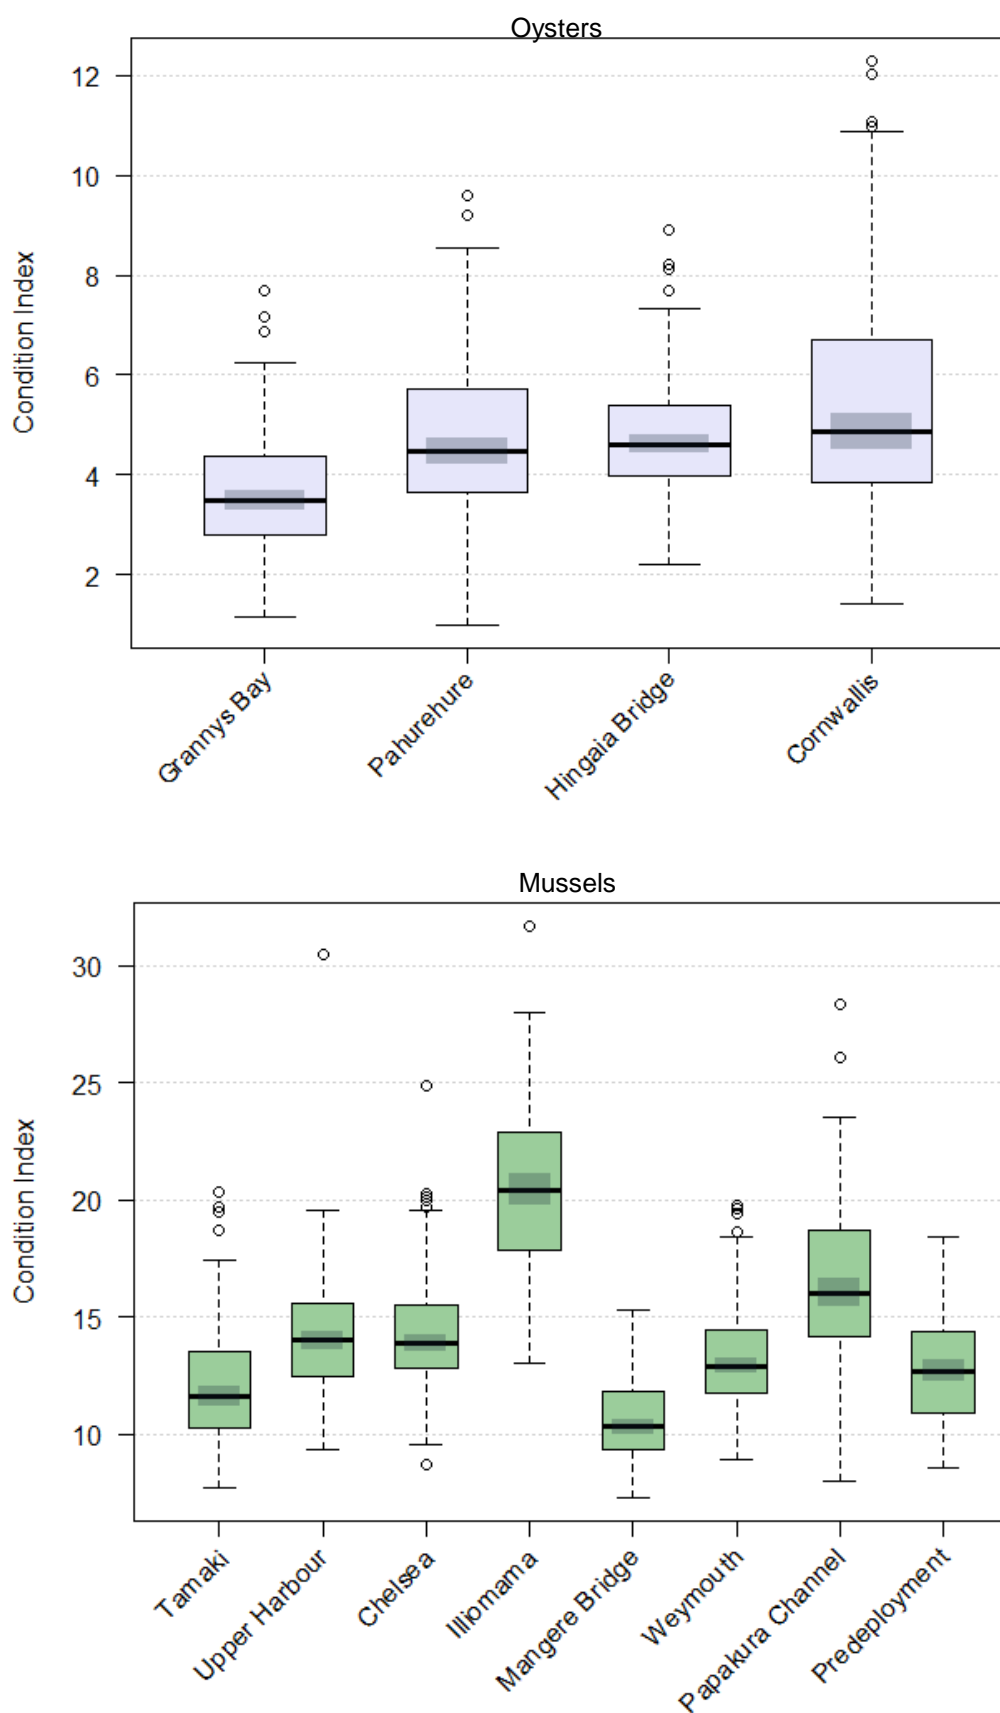 Oysters
Condition Index
12
10
8
6
4
2
Grannys Bay
Pahurehure
Hingaia Bridge
Cornwallis
Mussels
Condition Index
30
25
20
15
10
Tamaki
Upper Harbour
Chelsea
Illiomama
Mangere Bridge
Weymouth
Papakura Channel
Predeployment